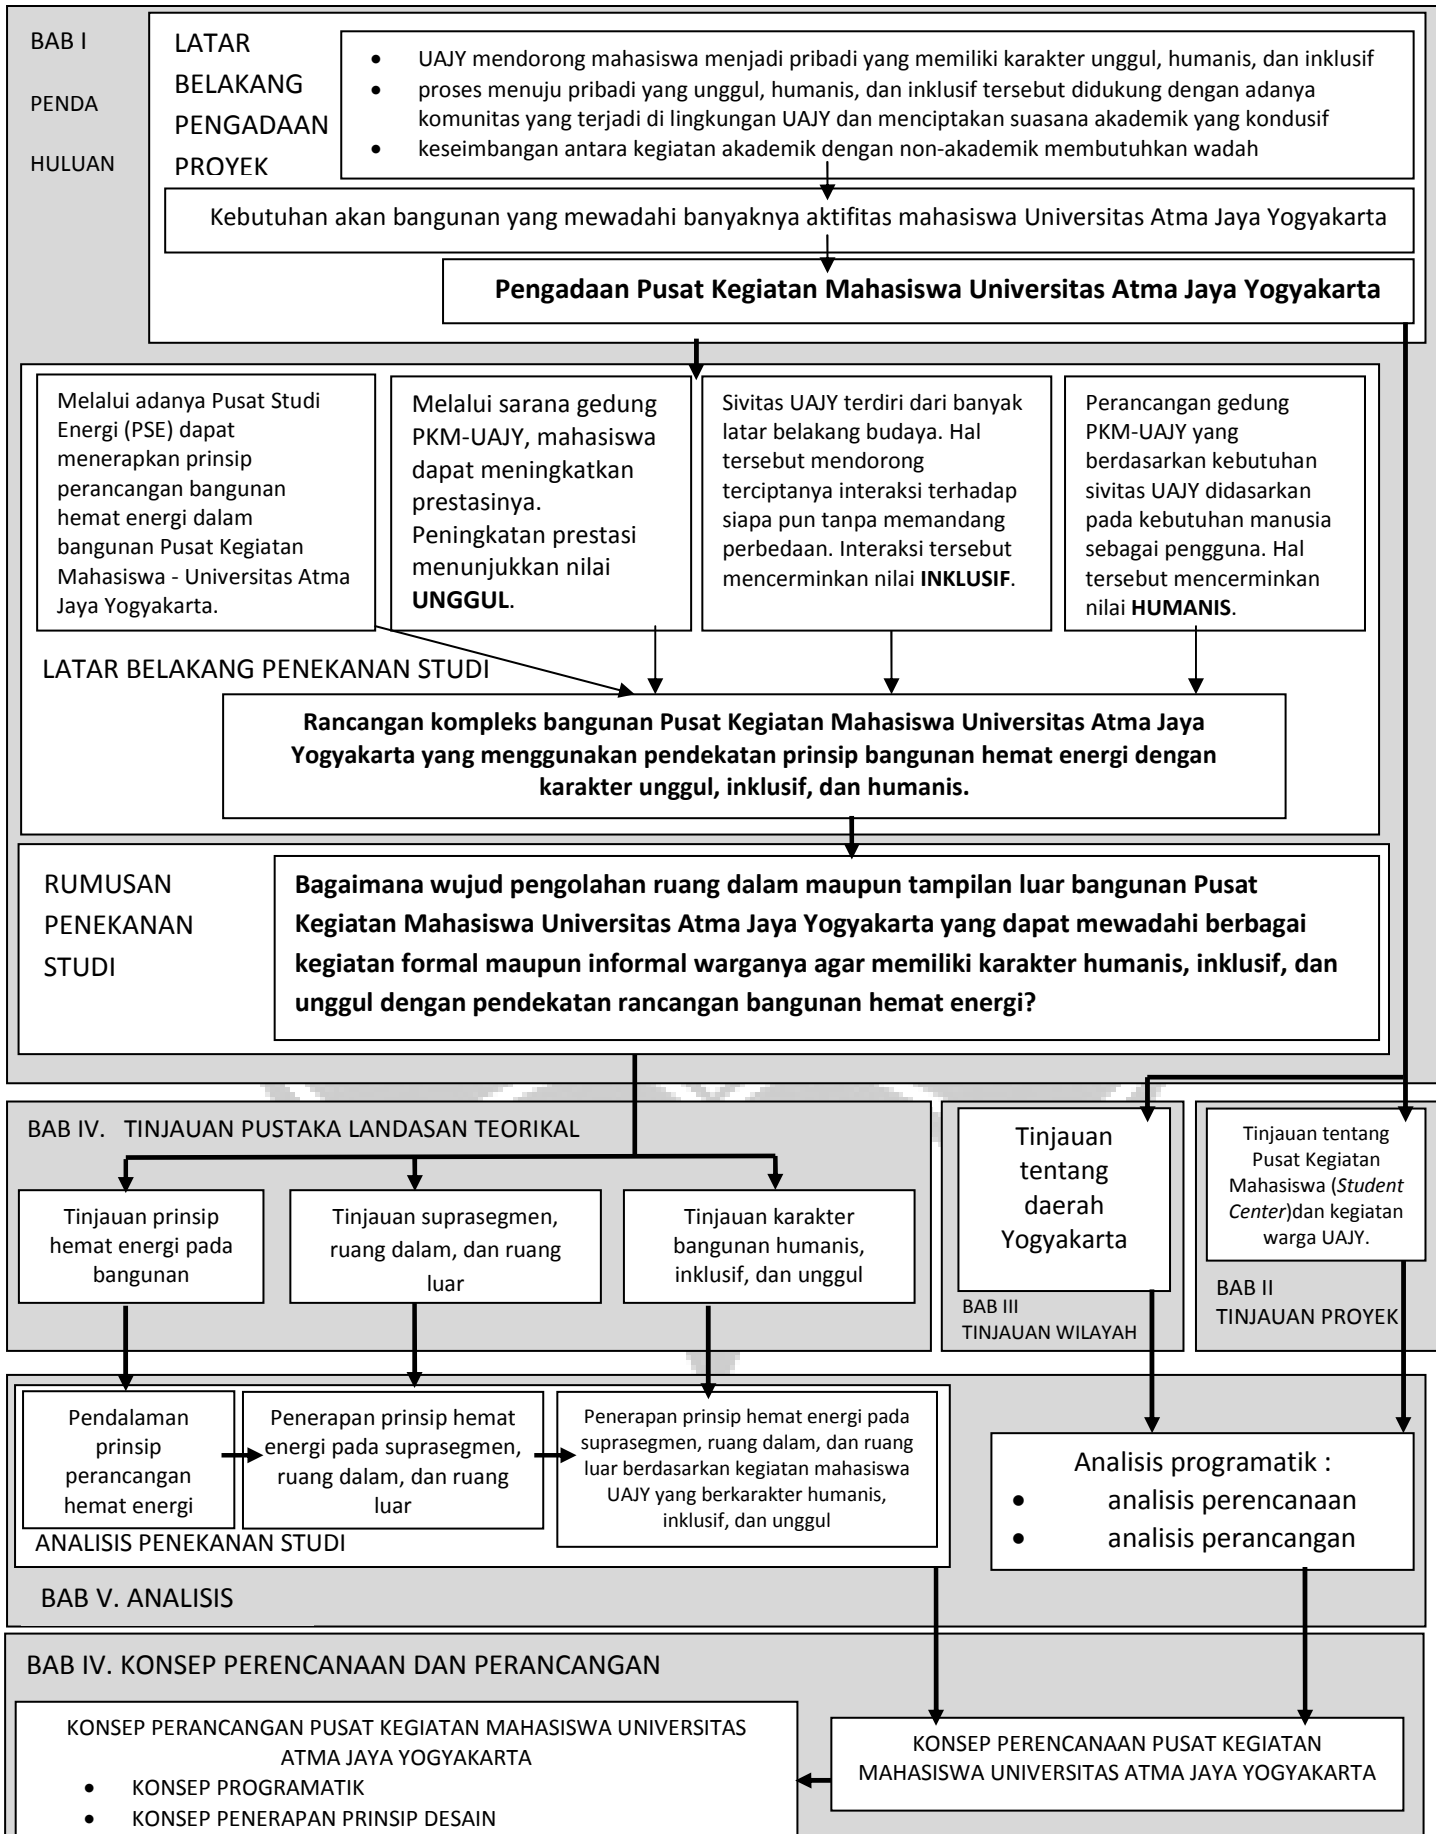 BAB I
PENDA
HULUAN
LATAR
BELAKANG
PENGADAAN
PROYEK
• UAJY mendorong mahasiswa menjadi pribadi yang memiliki karakter unggul, humanis, dan inklusif
• proses menuju pribadi yang unggul, humanis, dan inklusif tersebut didukung dengan adanya
komunitas yang terjadi di lingkungan UAJY dan menciptakan suasana akademik yang kondusif
• keseimbangan antara kegiatan akademik dengan non-akademik membutuhkan wadah
Kebutuhan akan bangunan yang mewadahi banyaknya aktifitas mahasiswa Universitas Atma Jaya Yogyakarta
Pengadaan Pusat Kegiatan Mahasiswa Universitas Atma Jaya Yogyakarta
Melalui adanya Pusat Studi
Energi (PSE) dapat
menerapkan prinsip
perancangan bangunan
hemat energi dalam
bangunan Pusat Kegiatan
Mahasiswa - Universitas Atma
Jaya Yogyakarta.
Melalui sarana gedung
PKM-UAJY, mahasiswa
dapat meningkatkan
prestasinya.
Peningkatan prestasi
menunjukkan nilai
UNGGUL.
Sivitas UAJY terdiri dari banyak
latar belakang budaya. Hal
tersebut mendorong
terciptanya interaksi terhadap
siapa pun tanpa memandang
perbedaan. Interaksi tersebut
mencerminkan nilai INKLUSIF.
Perancangan gedung
PKM-UAJY yang
berdasarkan kebutuhan
sivitas UAJY didasarkan
pada kebutuhan manusia
sebagai pengguna. Hal
tersebut mencerminkan
nilai HUMANIS.
LATAR BELAKANG PENEKANAN STUDI
Rancangan kompleks bangunan Pusat Kegiatan Mahasiswa Universitas Atma Jaya
Yogyakarta yang menggunakan pendekatan prinsip bangunan hemat energi dengan
karakter unggul, inklusif, dan humanis.
RUMUSAN
PENEKANAN
STUDI
Bagaimana wujud pengolahan ruang dalam maupun tampilan luar bangunan Pusat
Kegiatan Mahasiswa Universitas Atma Jaya Yogyakarta yang dapat mewadahi berbagai
kegiatan formal maupun informal warganya agar memiliki karakter humanis, inklusif, dan
unggul dengan pendekatan rancangan bangunan hemat energi?
BAB IV. TINJAUAN PUSTAKA LANDASAN TEORIKAL
Tinjauan prinsip
hemat energi pada
bangunan
Tinjauan suprasegmen,
ruang dalam, dan ruang
luar
Tinjauan karakter
bangunan humanis,
inklusif, dan unggul
Tinjauan
tentang
daerah
Yogyakarta
BAB III
TINJAUAN WILAYAH
Tinjauan tentang
Pusat Kegiatan
Mahasiswa (Student
Center)dan kegiatan
warga UAJY.
BAB II
TINJAUAN PROYEK
Pendalaman
prinsip
perancangan
hemat energi
Penerapan prinsip hemat
energi pada suprasegmen,
ruang dalam, dan ruang
luar
Penerapan prinsip hemat energi pada
suprasegmen, ruang dalam, dan ruang
luar berdasarkan kegiatan mahasiswa
UAJY yang berkarakter humanis,
inklusif, dan unggul
ANALISIS PENEKANAN STUDI
Analisis programatik :
• analisis perencanaan
• analisis perancangan
BAB V. ANALISIS
BAB IV. KONSEP PERENCANAAN DAN PERANCANGAN
KONSEP PERANCANGAN PUSAT KEGIATAN MAHASISWA UNIVERSITAS
ATMA JAYA YOGYAKARTA
• KONSEP PROGRAMATIK
• KONSEP PENERAPAN PRINSIP DESAIN
KONSEP PERENCANAAN PUSAT KEGIATAN
MAHASISWA UNIVERSITAS ATMA JAYA YOGYAKARTA